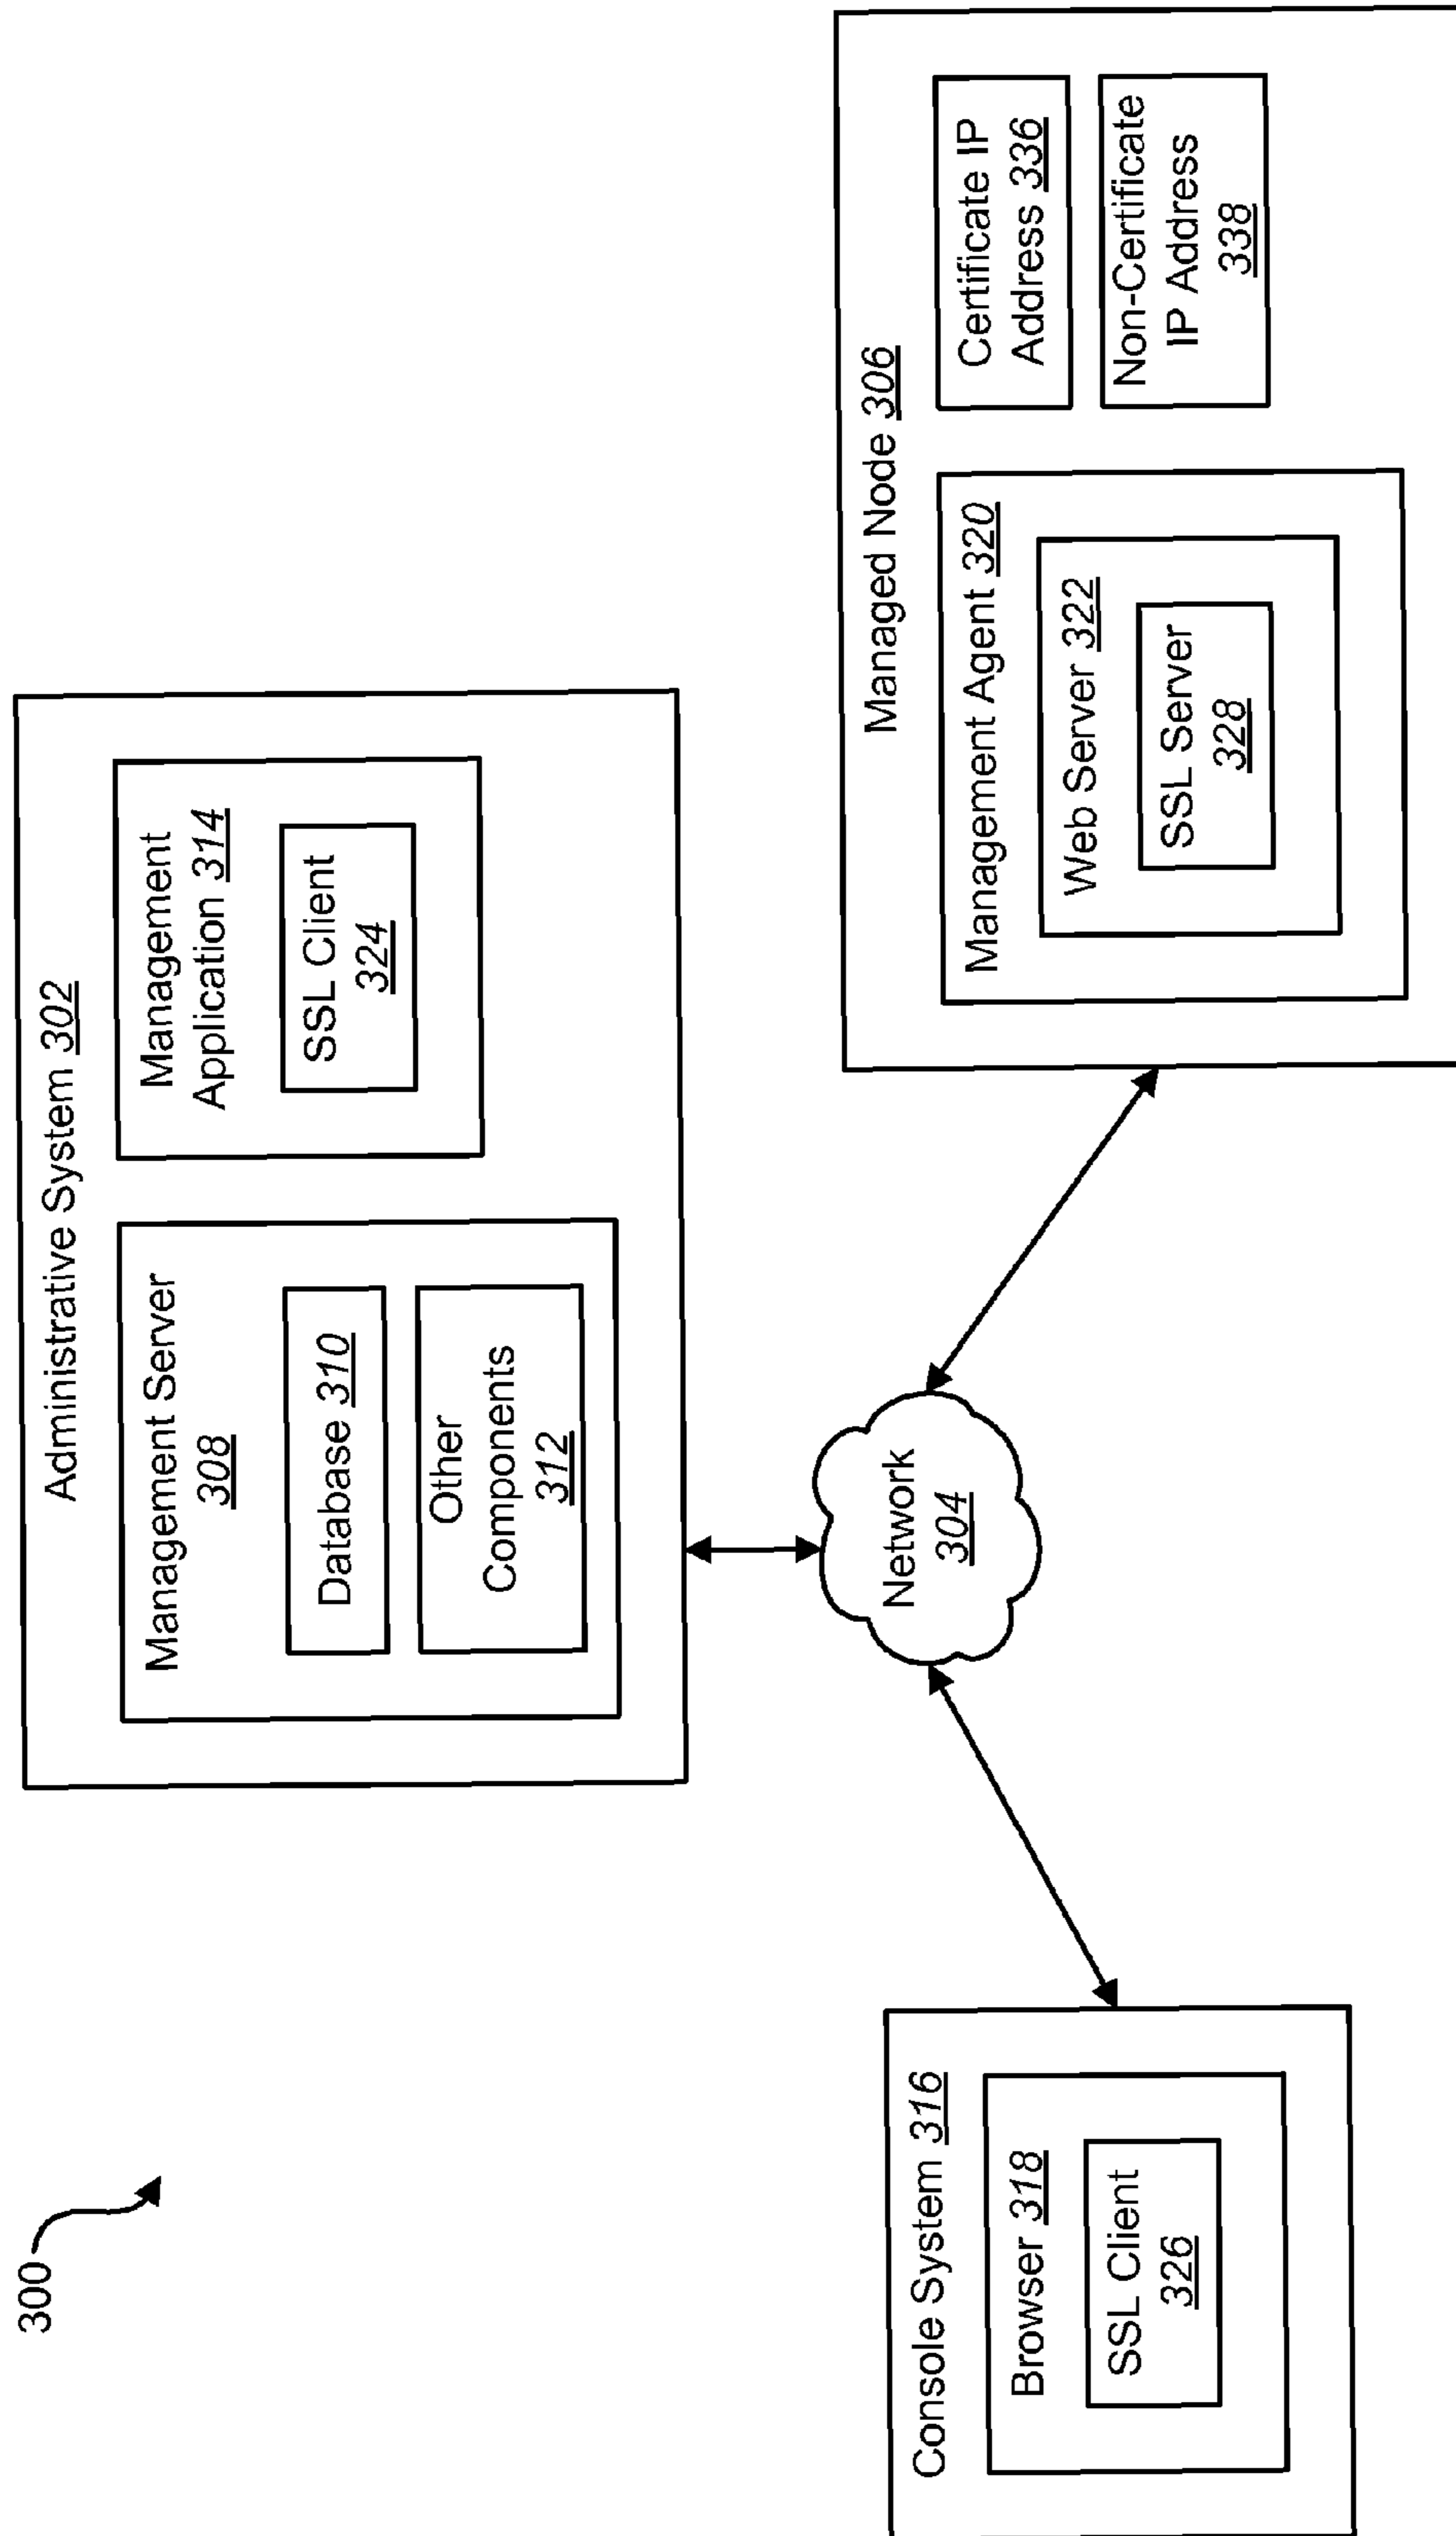 300
Administrative System 302
Management Server
308
Database 310
Other
Components
312
Management
Application 314
SSL Client
324
Network
304
Console System 316
Browser 318
SSL Client
326
Managed Node 306
Management Agent 320
Web Server 322
SSL Server
328
Certificate IP
Address 336
Non-Certificate
IP Address
338